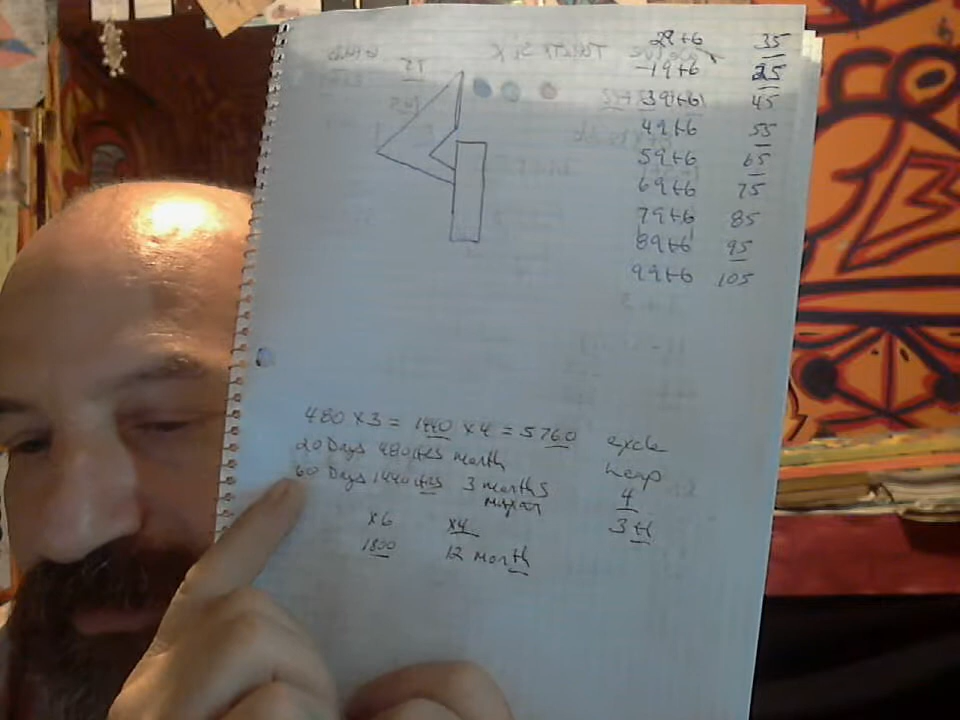 29+6 35
-19+6 25
39+6 45
49+6 55
59+6 65
69+6 75
79+6 85
89+6 95
99+6 105
480 x3 = 1440 x4 = 5760 cycle
20 Days 480 month
60 Days 1440 3 months
4
x6 x4 3
1800 12 month